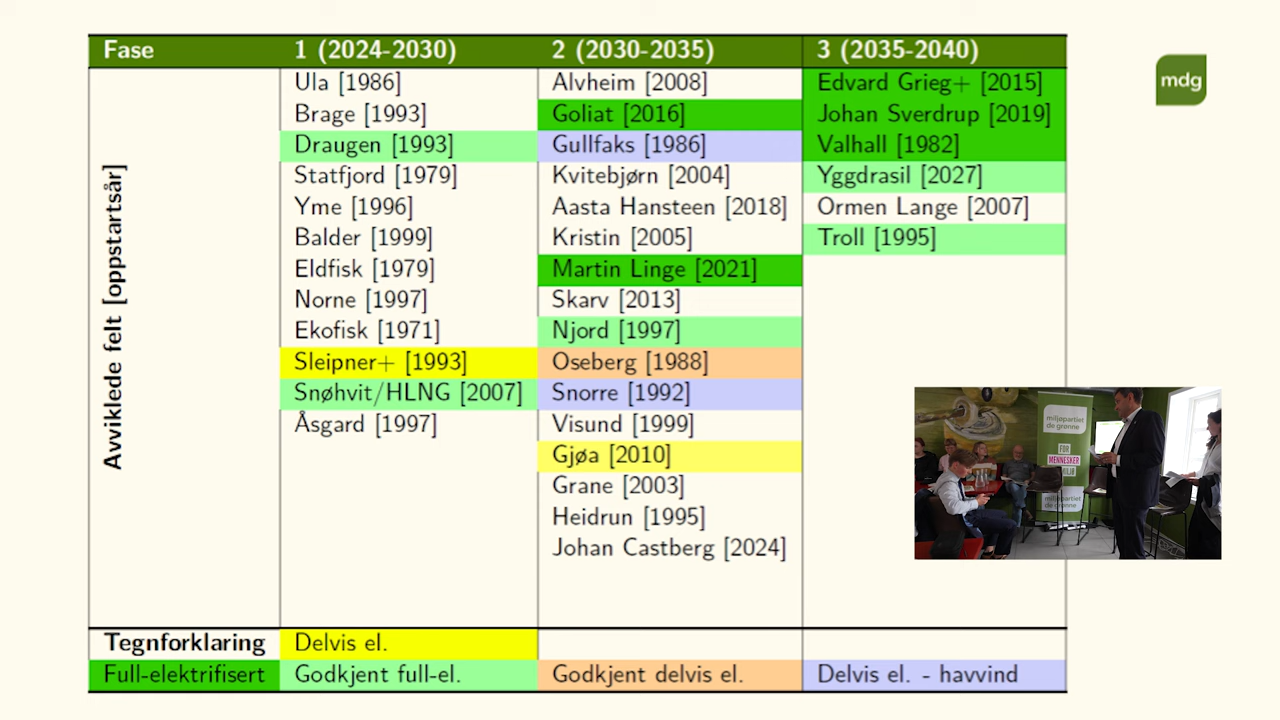 Fase 1 (2024-2030) 2 (2030-2035) 3 (2035-2040)
Avviklede felt [oppstartsår]
Ula [1986] Alvheim [2008] Edvard Grieg+ [2015]
Brage [1993] Goliat [2016] Johan Sverdrup [2019]
Draugen [1993] Gullfaks [1986] Valhall [1982]
Statfjord [1979] Kvitebjørn [2004] Yggdrasil [2027]
Yme [1996] Aasta Hansteen [2018] Ormen Lange [2007]
Balder [1999] Kristin [2005] Troll [1995]
Eldfisk [1979] Martin Linge [2021]
Norne [1997] Skarv [2013]
Ekofisk [1971] Njord [1997]
Sleipner+ [1993] Oseberg [1988]
Snøhvit/HLNG [2007] Snorre [1992]
Åsgard [1997] Visund [1999]
Gjøa [2010]
Grane [2003]
Heidrun [1995]
Johan Castberg [2024]
Tegnforklaring Delvis el.
Full-elektrifisert Godkjent full-el. Godkjent delvis el. Delvis el. - havvind
mdg
miljøpartiet
de grønne
FOR
MENNESKER
miljøpartiet
de grønne